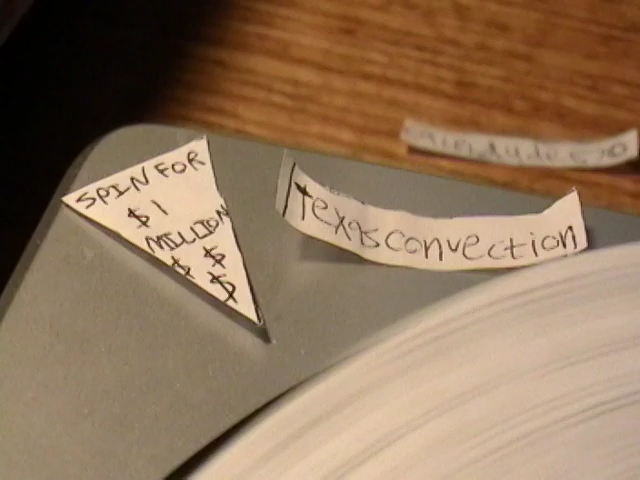 SPIN FOR
$1
MILLION
$ $
$
texasconvection